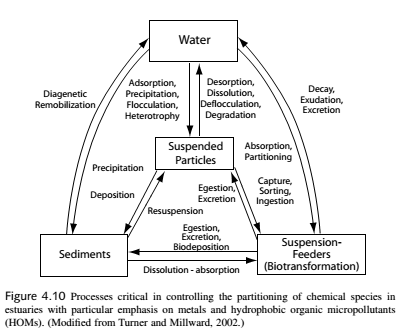 Water
Diagenetic
Remobilization
Adsorption,
Precipitation,
Flocculation,
Heterotrophy
Desorption,
Dissolution,
Deflocculation,
Degradation
Decay,
Exudation,
Excretion
Suspended
Particles
Absorption,
Partitioning
Precipitation
Deposition
Resuspension
Egestion,
Excretion
Capture,
Sorting,
Ingestion
Sediments
Egestion,
Excretion,
Biodeposition
Dissolution - absorption
Suspension-
Feeders
(Biotransformation)
Figure 4.10 Processes critical in controlling the partitioning of chemical species in
estuaries with particular emphasis on metals and hydrophobic organic micropollutants
(HOMs). (Modified from Turner and Millward, 2002.)